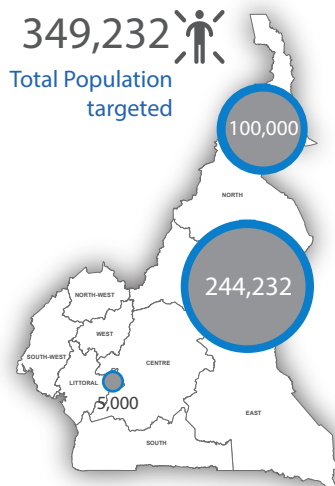 349,232
Total Population
targeted
100,000
NORTH
244,232
NORTH-WEST
WEST
SOUTH-WEST
CENTRE
LITTORAL
5,000
EAST
SOUTH